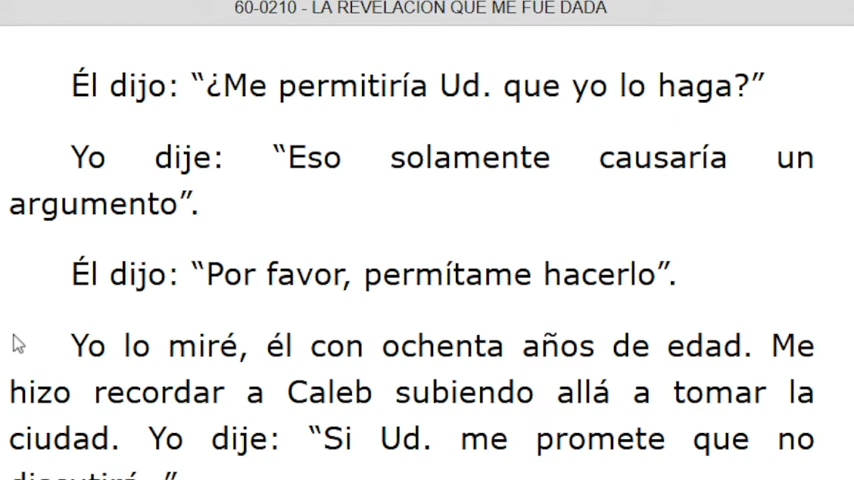 60-0210 - LA REVELACION QUE ME FUE DADA
Él dijo: “¿Me permitiría Ud. que yo lo haga?”
Yo dije: “Eso solamente causaría un
argumento”.
Él dijo: “Por favor, permítame hacerlo”.
Yo lo miré, él con ochenta años de edad. Me
hizo recordar a Caleb subiendo allá a tomar la
ciudad. Yo dije: “Si Ud. me promete que no